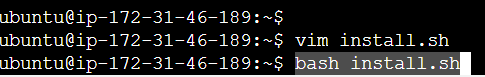 ubuntu@ip-172-31-46-189:~$
ubuntu@ip-172-31-46-189:~$ vim install.sh
ubuntu@ip-172-31-46-189:~$ bash install.sh